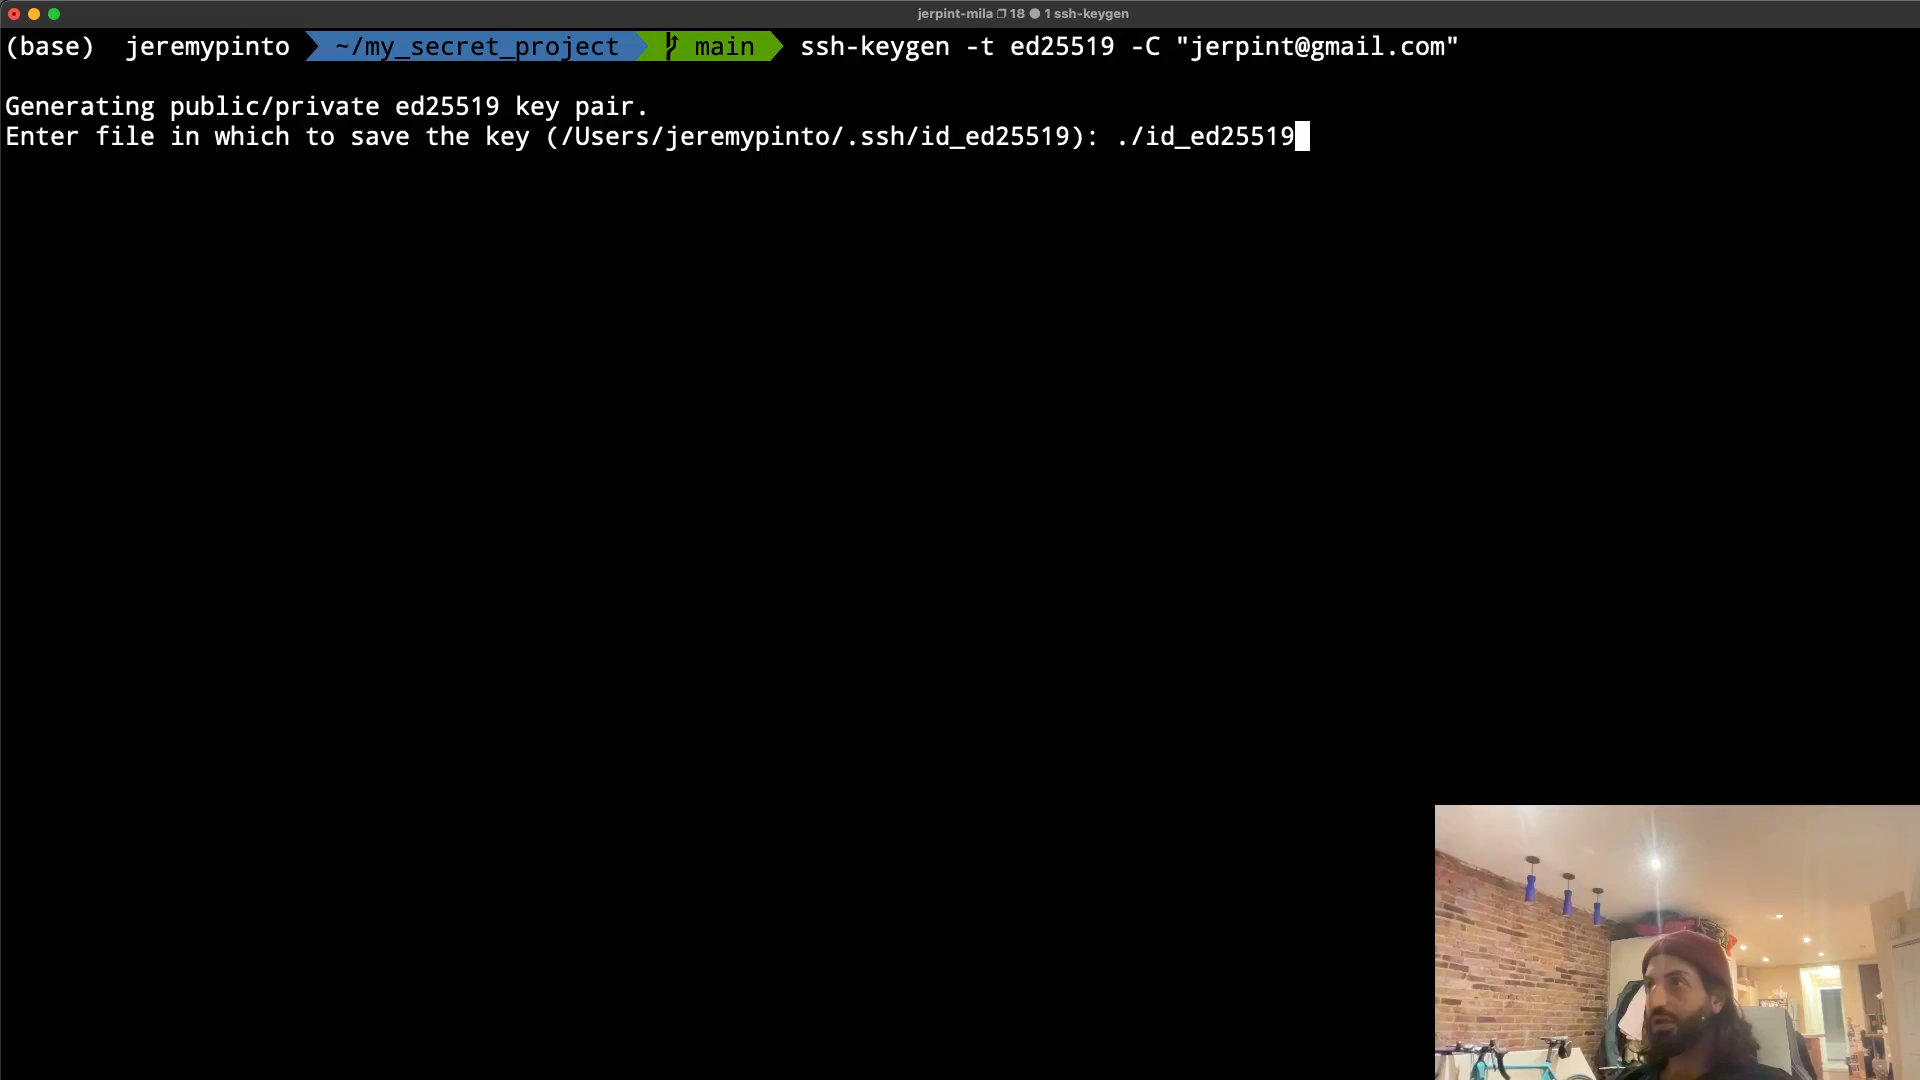 jerpint-mila 18 1 ssh-keygen
(base) jeremypinto ~/my_secret_project main ssh-keygen -t ed25519 -C "jerpint@gmail.com"
Generating public/private ed25519 key pair.
Enter file in which to save the key (/Users/jeremypinto/.ssh/id_ed25519): ./id_ed25519